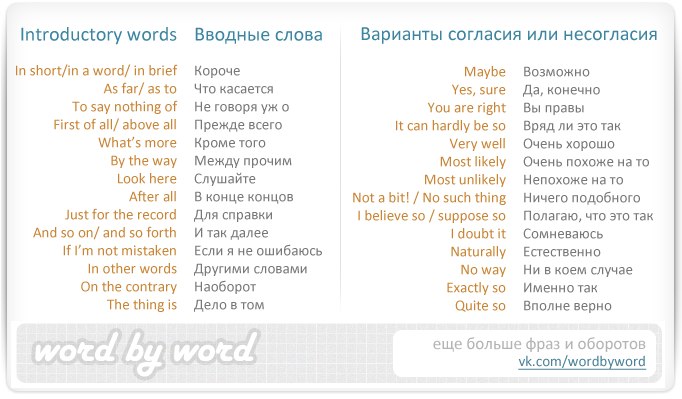 Introductory words Вводные слова
In short/in a word/ in brief Короче
As far/ as to Что касается
To say nothing of Не говоря уж о
First of all/ above all Прежде всего
What's more Кроме того
By the way Между прочим
Look here Слушайте
After all В конце концов
Just for the record Для справки
And so on/ and so forth И так далее
If I'm not mistaken Если я не ошибаюсь
In other words Другими словами
On the contrary Наоборот
The thing is Дело в том
Варианты согласия или несогласия
Maybe Возможно
Yes, sure Да, конечно
You are right Вы правы
It can hardly be so Вряд ли это так
Very well Очень хорошо
Most likely Очень похоже на то
Most unlikely Непохоже на то
Not a bit! / No such thing Ничего подобного
I believe so / suppose so Полагаю, что это так
I doubt it Сомневаюсь
Naturally Естественно
No way Ни в коем случае
Exactly so Именно так
Quite so Вполне верно
word by word
еще больше фраз и оборотов
vk.com/wordbyword